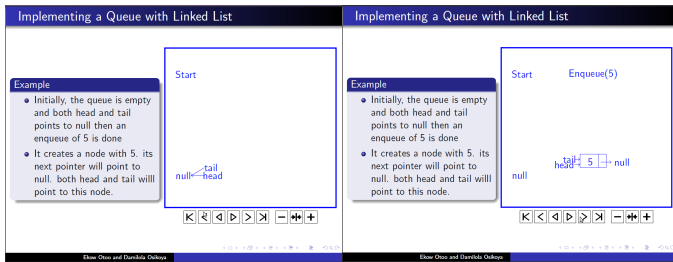 Implementing a Queue with Linked List
Start
Example
Initially, the queue is empty
and both head and tail
points to null then an
enqueue of 5 is done
It creates a node with 5. its
next pointer will point to
null. both head and tail willl
point to this node.
tail
null head
Ekow Otoo and Damilola Osikoya
Implementing a Queue with Linked List
Start Enqueue(5)
Example
Initially, the queue is empty
and both head and tail
points to null then an
enqueue of 5 is done
It creates a node with 5. its
next pointer will point to
null. both head and tail willl
point to this node.
tail
head 5 null
null
Ekow Otoo and Damilola Osikoya